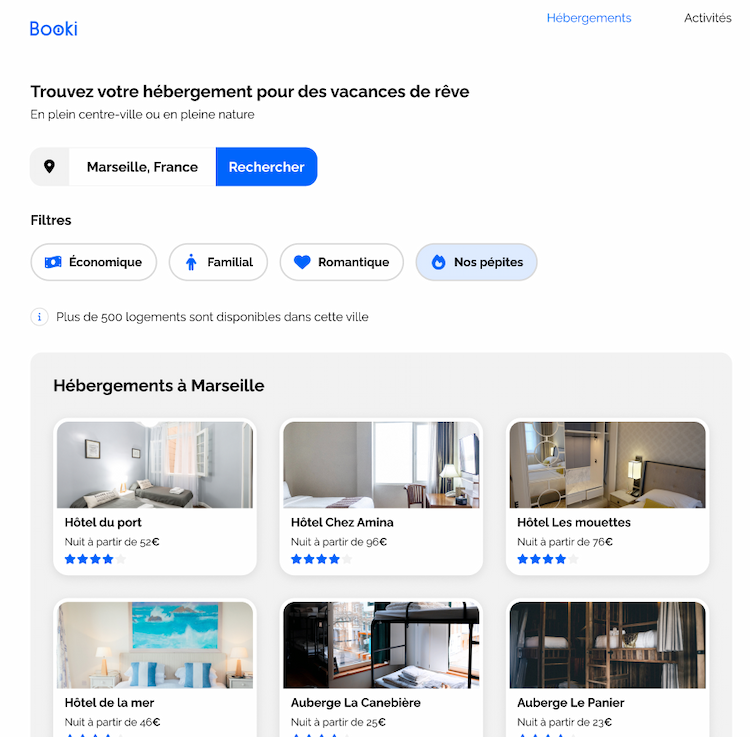 Booki
Hébergements
Activités
Trouvez votre hébergement pour des vacances de rêve
En plein centre-ville ou en pleine nature
Marseille, France
Rechercher
Filtres
Économique
Familial
Romantique
Nos pépites
Plus de 500 logements sont disponibles dans cette ville
Hébergements à Marseille
Hôtel du port
Nuit à partir de 52€
Hôtel Chez Amina
Nuit à partir de 96€
Hôtel Les mouettes
Nuit à partir de 76€
Hôtel de la mer
Nuit à partir de 46€
Auberge La Canebière
Nuit à partir de 25€
Auberge Le Panier
Nuit à partir de 23€